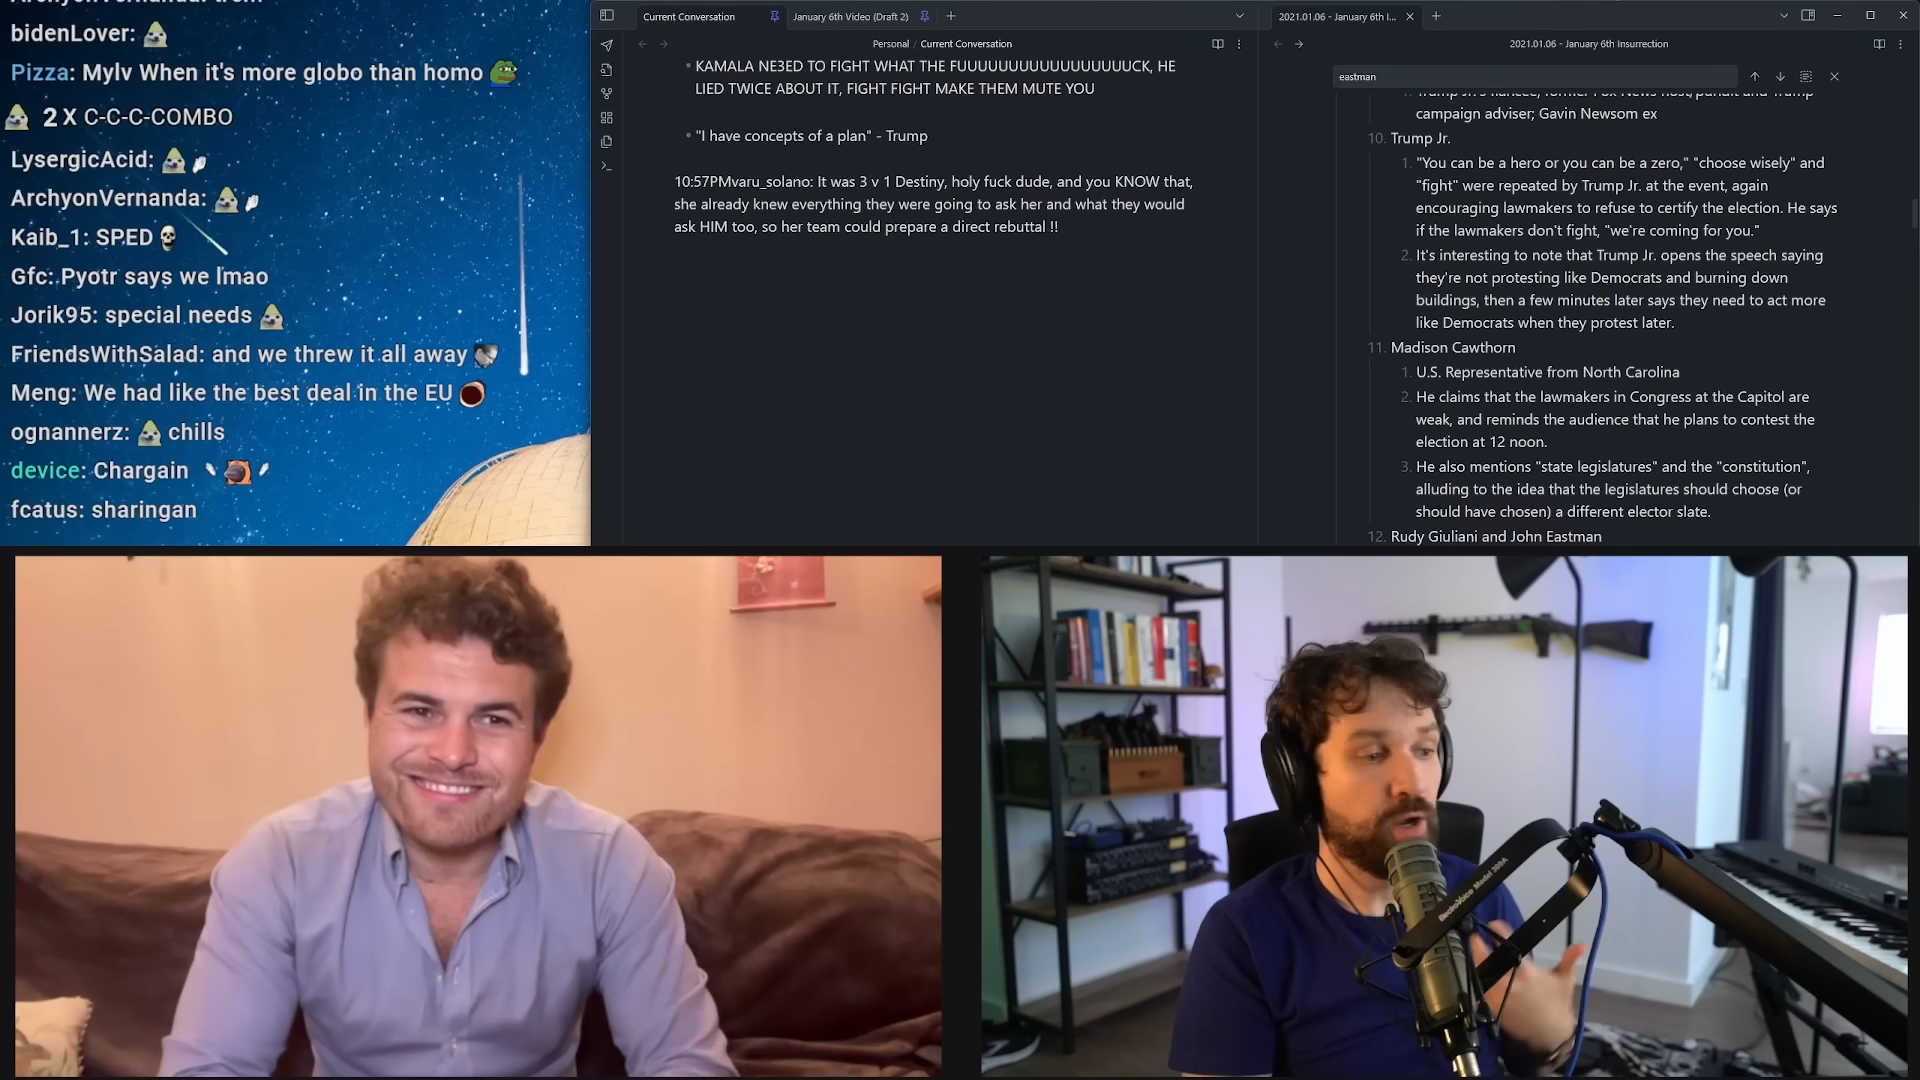 bidenLover:
Pizza: Mylv When it's more globo than homo
2 X C-C-C-COMBO
LysergicAcid:
ArchyonVernanda:
Kaib_1: SPED
Gfc: Pyotr says we lmao
Jorik95: special needs
FriendsWithSalad: and we threw it all away
Meng: We had like the best deal in the EU
ognannerz: chills
device: Chargain
fcatus: sharingan
Current Conversation
January 6th Video (Draft 2)
Personal / Current Conversation
• KAMALA NE3ED TO FIGHT WHAT THE FUUUUUUUUUUUUUUUUUCK, HE
LIED TWICE ABOUT IT, FIGHT FIGHT MAKE THEM MUTE YOU
• "I have concepts of a plan" - Trump
10:57PMvaru_solano: It was 3 v 1 Destiny, holy fuck dude, and you KNOW that,
she already knew everything they were going to ask her and what they would
ask HIM too, so her team could prepare a direct rebuttal !!
2021.01.06 - January 6th I...
2021.01.06 - January 6th Insurrection
eastman
campaign adviser; Gavin Newsom ex
10. Trump Jr.
1. "You can be a hero or you can be a zero," "choose wisely" and
"fight" were repeated by Trump Jr. at the event, again
encouraging lawmakers to refuse to certify the election. He says
if the lawmakers don't fight, "we're coming for you."
2. It's interesting to note that Trump Jr. opens the speech saying
they're not protesting like Democrats and burning down
buildings, then a few minutes later says they need to act more
like Democrats when they protest later.
11. Madison Cawthorn
1. U.S. Representative from North Carolina
2. He claims that the lawmakers in Congress at the Capitol are
weak, and reminds the audience that he plans to contest the
election at 12 noon.
3. He also mentions "state legislatures" and the "constitution",
alluding to the idea that the legislatures should choose (or
should have chosen) a different elector slate.
12. Rudy Giuliani and John Eastman
ElectroVoice Model 309A